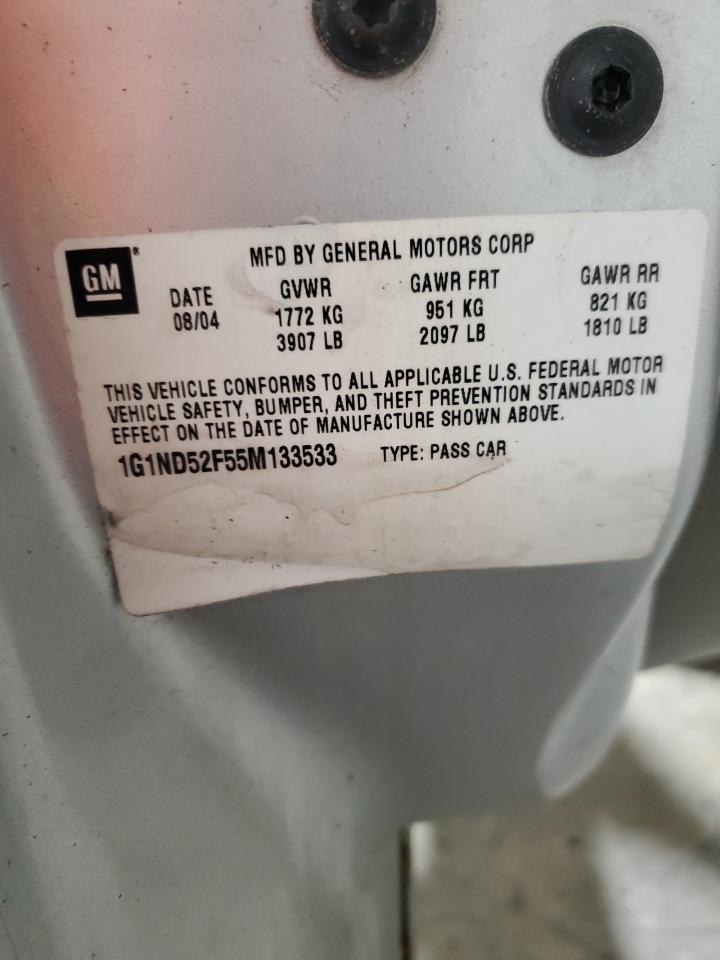 GM ®
MFD BY GENERAL MOTORS CORP
DATE GVWR GAWR FRT GAWR RR
08/04 1772 KG 951 KG 821 KG
3907 LB 2097 LB 1810 LB
THIS VEHICLE CONFORMS TO ALL APPLICABLE U.S. FEDERAL MOTOR
VEHICLE SAFETY, BUMPER, AND THEFT PREVENTION STANDARDS IN
EFFECT ON THE DATE OF MANUFACTURE SHOWN ABOVE.
1G1ND52F55M133533 TYPE: PASS CAR